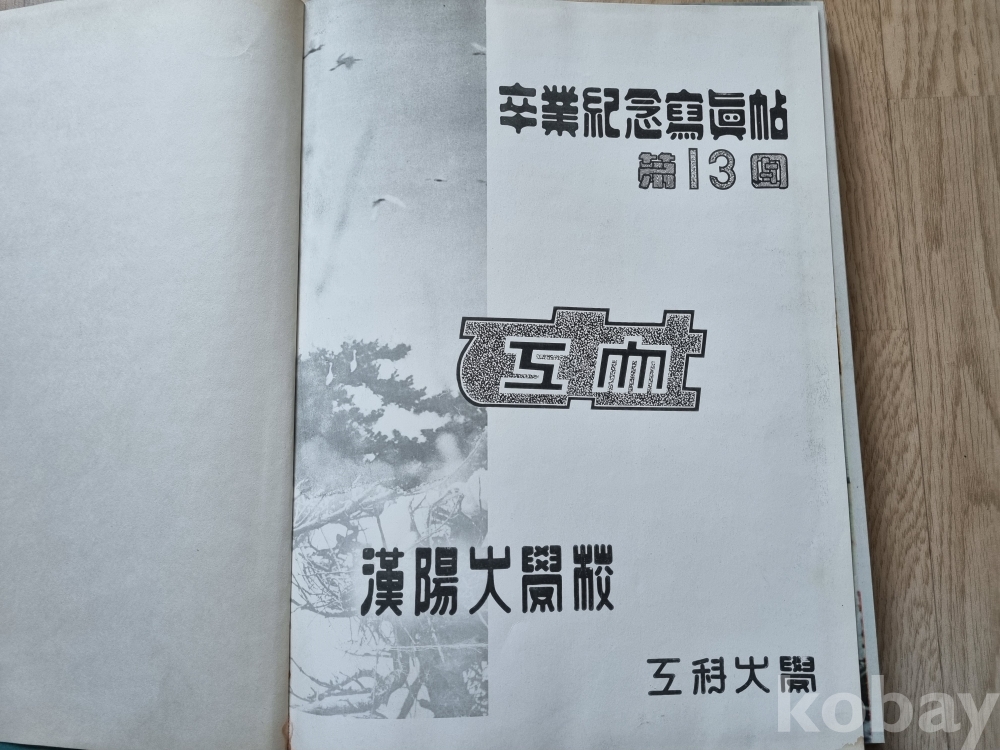 卒業紀念寫眞帖
第13回
工大
漢陽大學校
工科大學
kobay